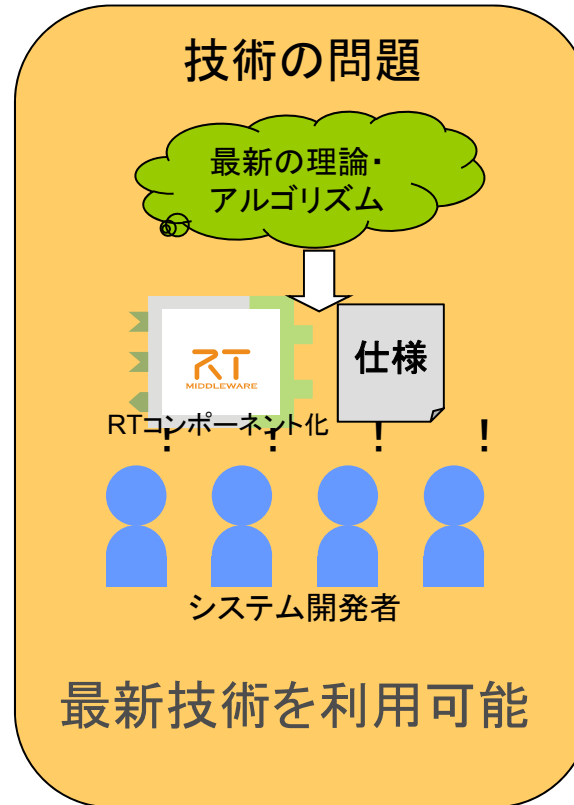 技術の問題
最新の理論・
アルゴリズム
RT
MIDDLEWARE
仕様
RTコンポーネント化
! ! ! !
システム開発者
最新技術を利用可能